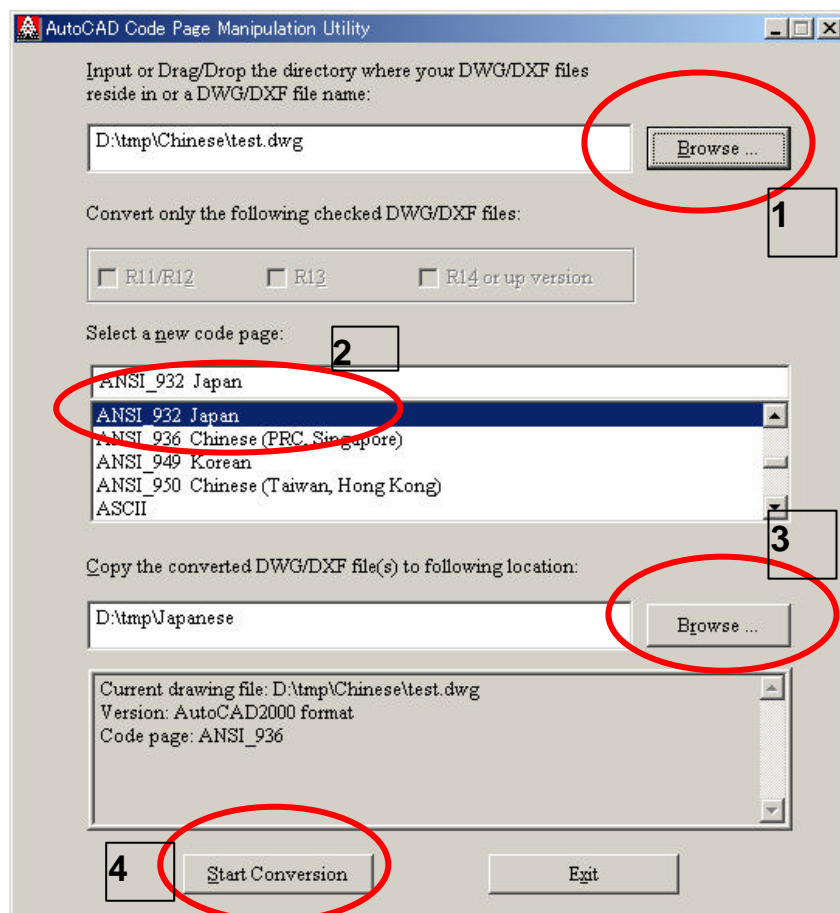 AutoCAD Code Page Manipulation Utility
Input or Drag/Drop the directory where your DWG/DXF files
reside in or a DWG/DXF file name:
D:\tmp\Chinese\test.dwg
Browse ...
1
Convert only the following checked DWG/DXF files:
R11/R12
R13
R14 or up version
Select a new code page:
2
ANSI_932 Japan
ANSI_932 Japan
ANSI_936 Chinese (PRC, Singapore)
ANSI_949 Korean
ANSI_950 Chinese (Taiwan, Hong Kong)
ASCII
3
Copy the converted DWG/DXF file(s) to following location:
D:\tmp\Japanese
Browse ...
Current drawing file: D:\tmp\Chinese\test.dwg
Version: AutoCAD2000 format
Code page: ANSI_936
4
Start Conversion
Exit